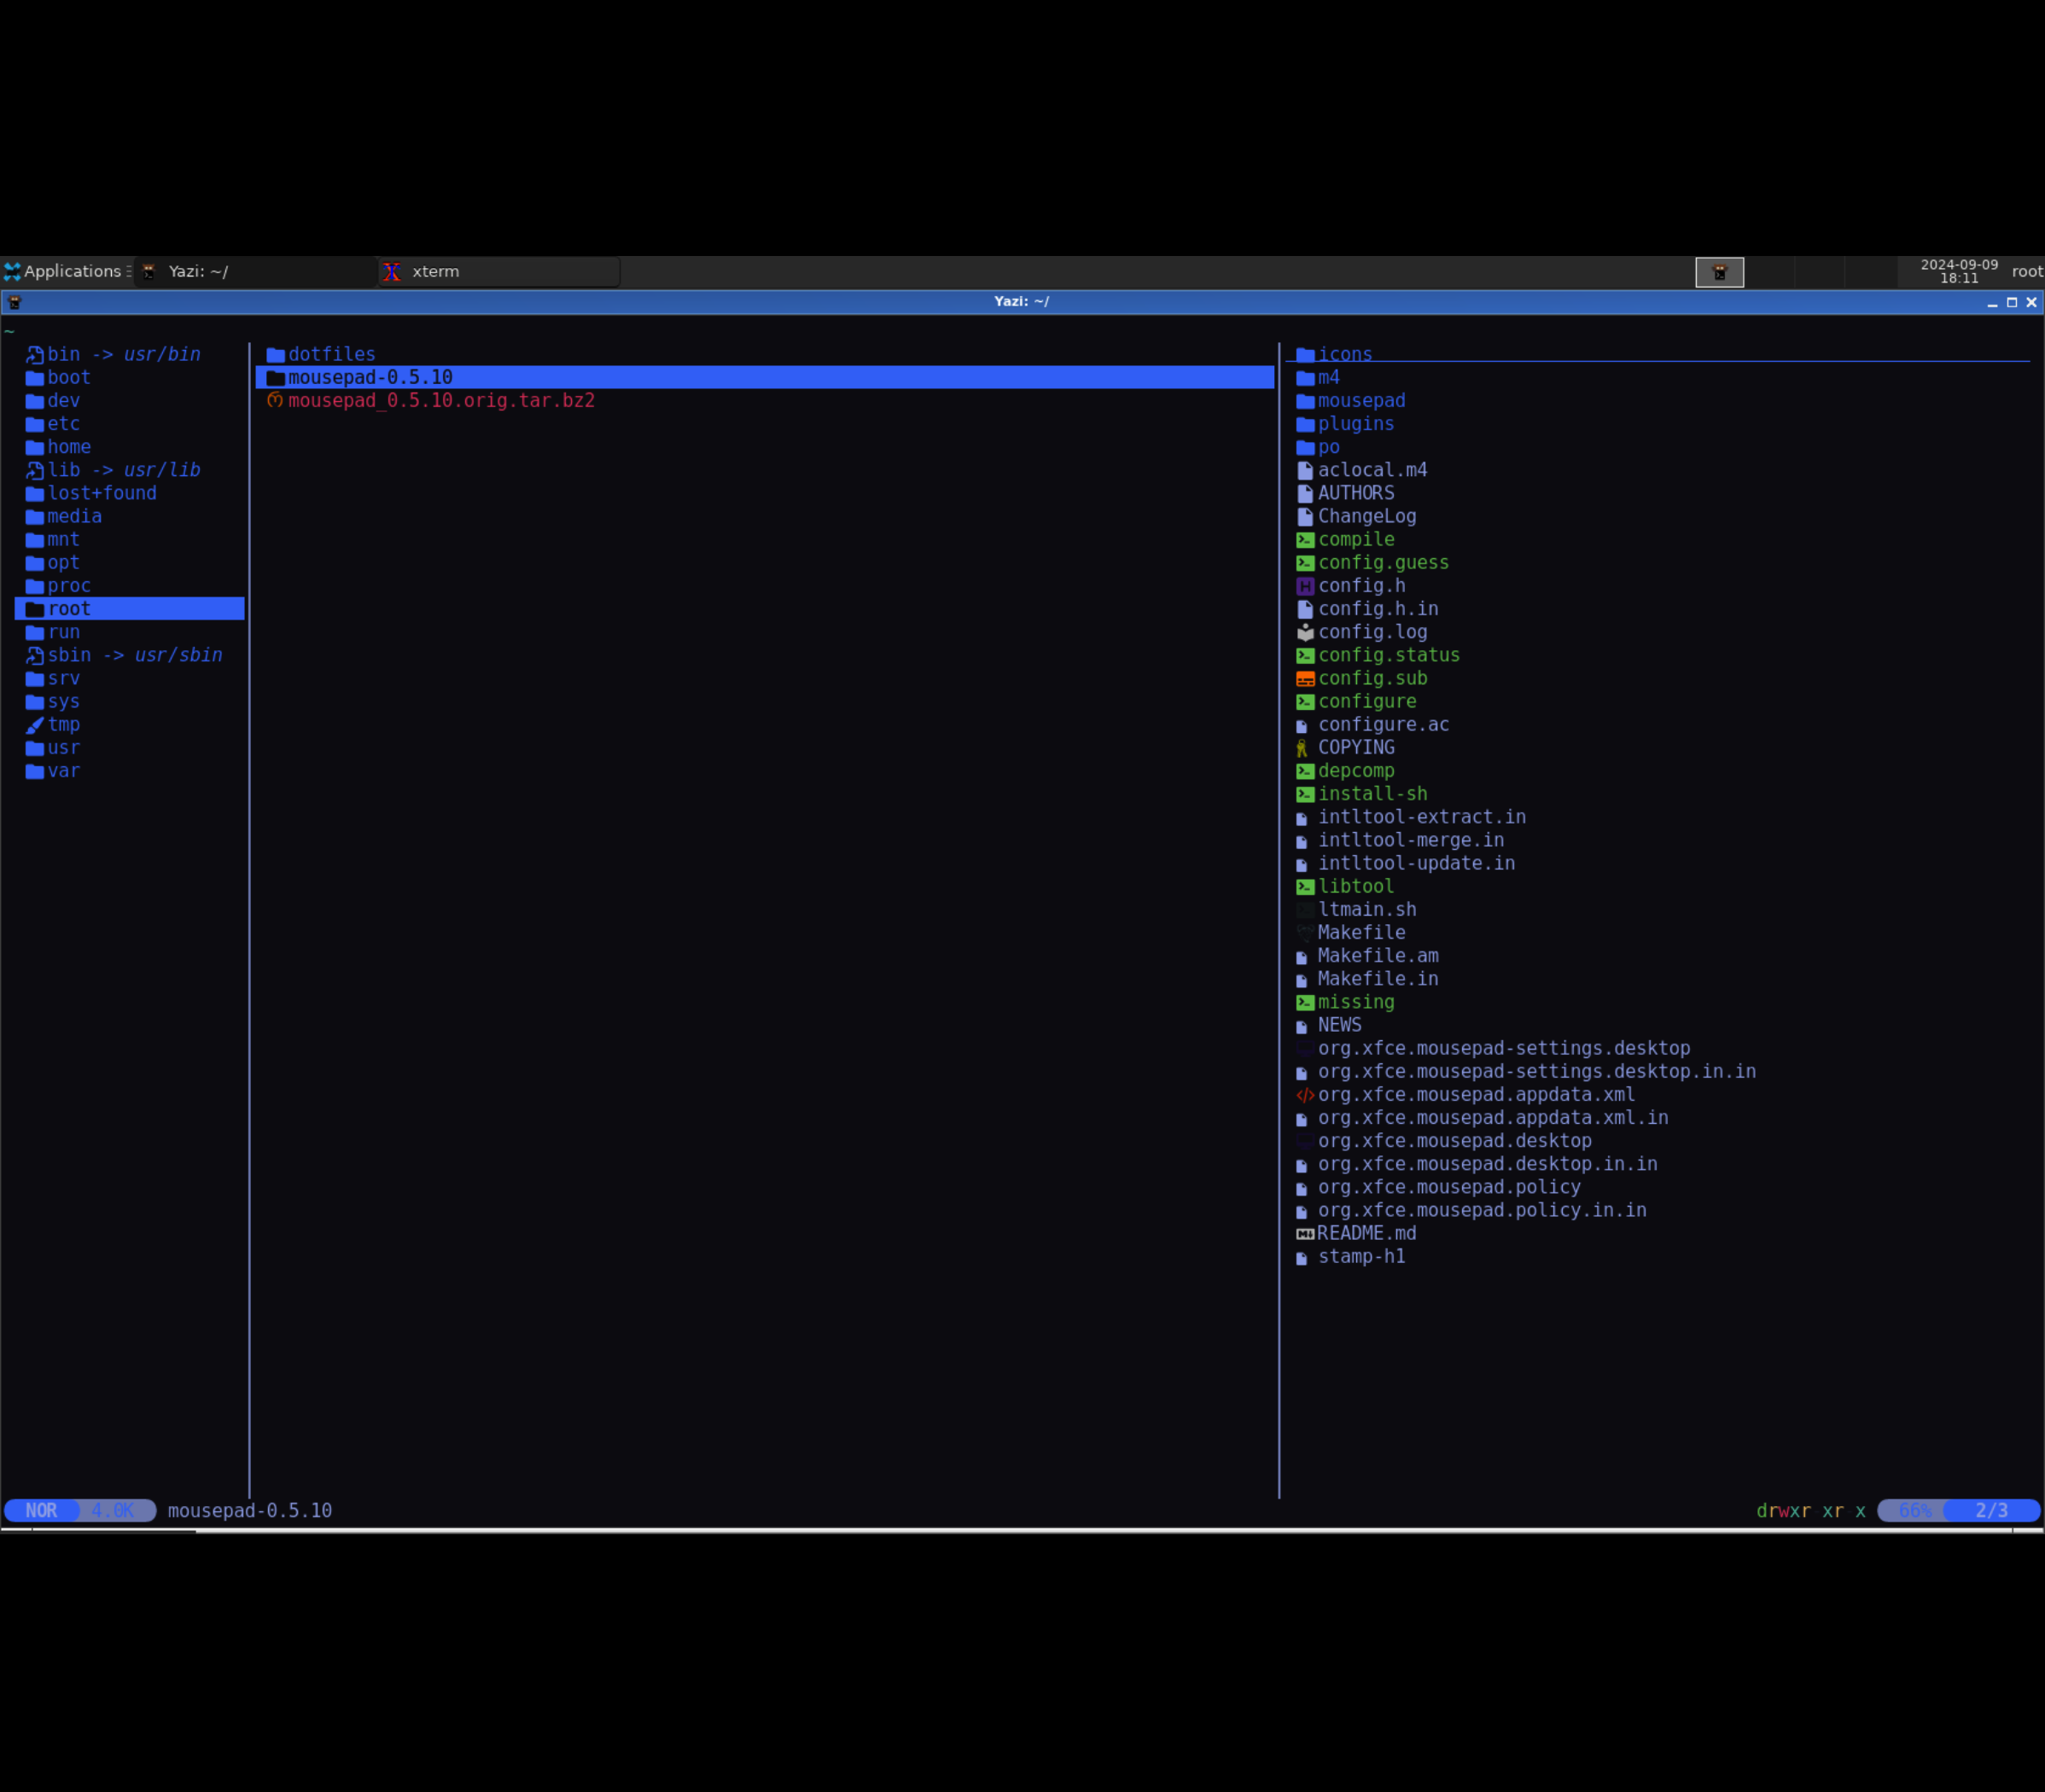 Applications
Yazi: ~/
xterm
2024-09-09
18:11
root
Yazi: ~/
~
bin -> usr/bin
boot
dev
etc
home
lib -> usr/lib
lost+found
media
mnt
opt
proc
root
run
sbin -> usr/sbin
srv
sys
tmp
usr
var
dotfiles
mousepad-0.5.10
mousepad_0.5.10.orig.tar.bz2
icons
m4
mousepad
plugins
po
aclocal.m4
AUTHORS
ChangeLog
compile
config.guess
config.h
config.h.in
config.log
config.status
config.sub
configure
configure.ac
COPYING
depcomp
install-sh
intltool-extract.in
intltool-merge.in
intltool-update.in
libtool
ltmain.sh
Makefile
Makefile.am
Makefile.in
missing
NEWS
org.xfce.mousepad-settings.desktop
org.xfce.mousepad-settings.desktop.in.in
org.xfce.mousepad.appdata.xml
org.xfce.mousepad.appdata.xml.in
org.xfce.mousepad.desktop
org.xfce.mousepad.desktop.in.in
org.xfce.mousepad.policy
org.xfce.mousepad.policy.in.in
README.md
stamp-h1
NOR 4.0K mousepad-0.5.10
drwxr xr x 66% 2/3